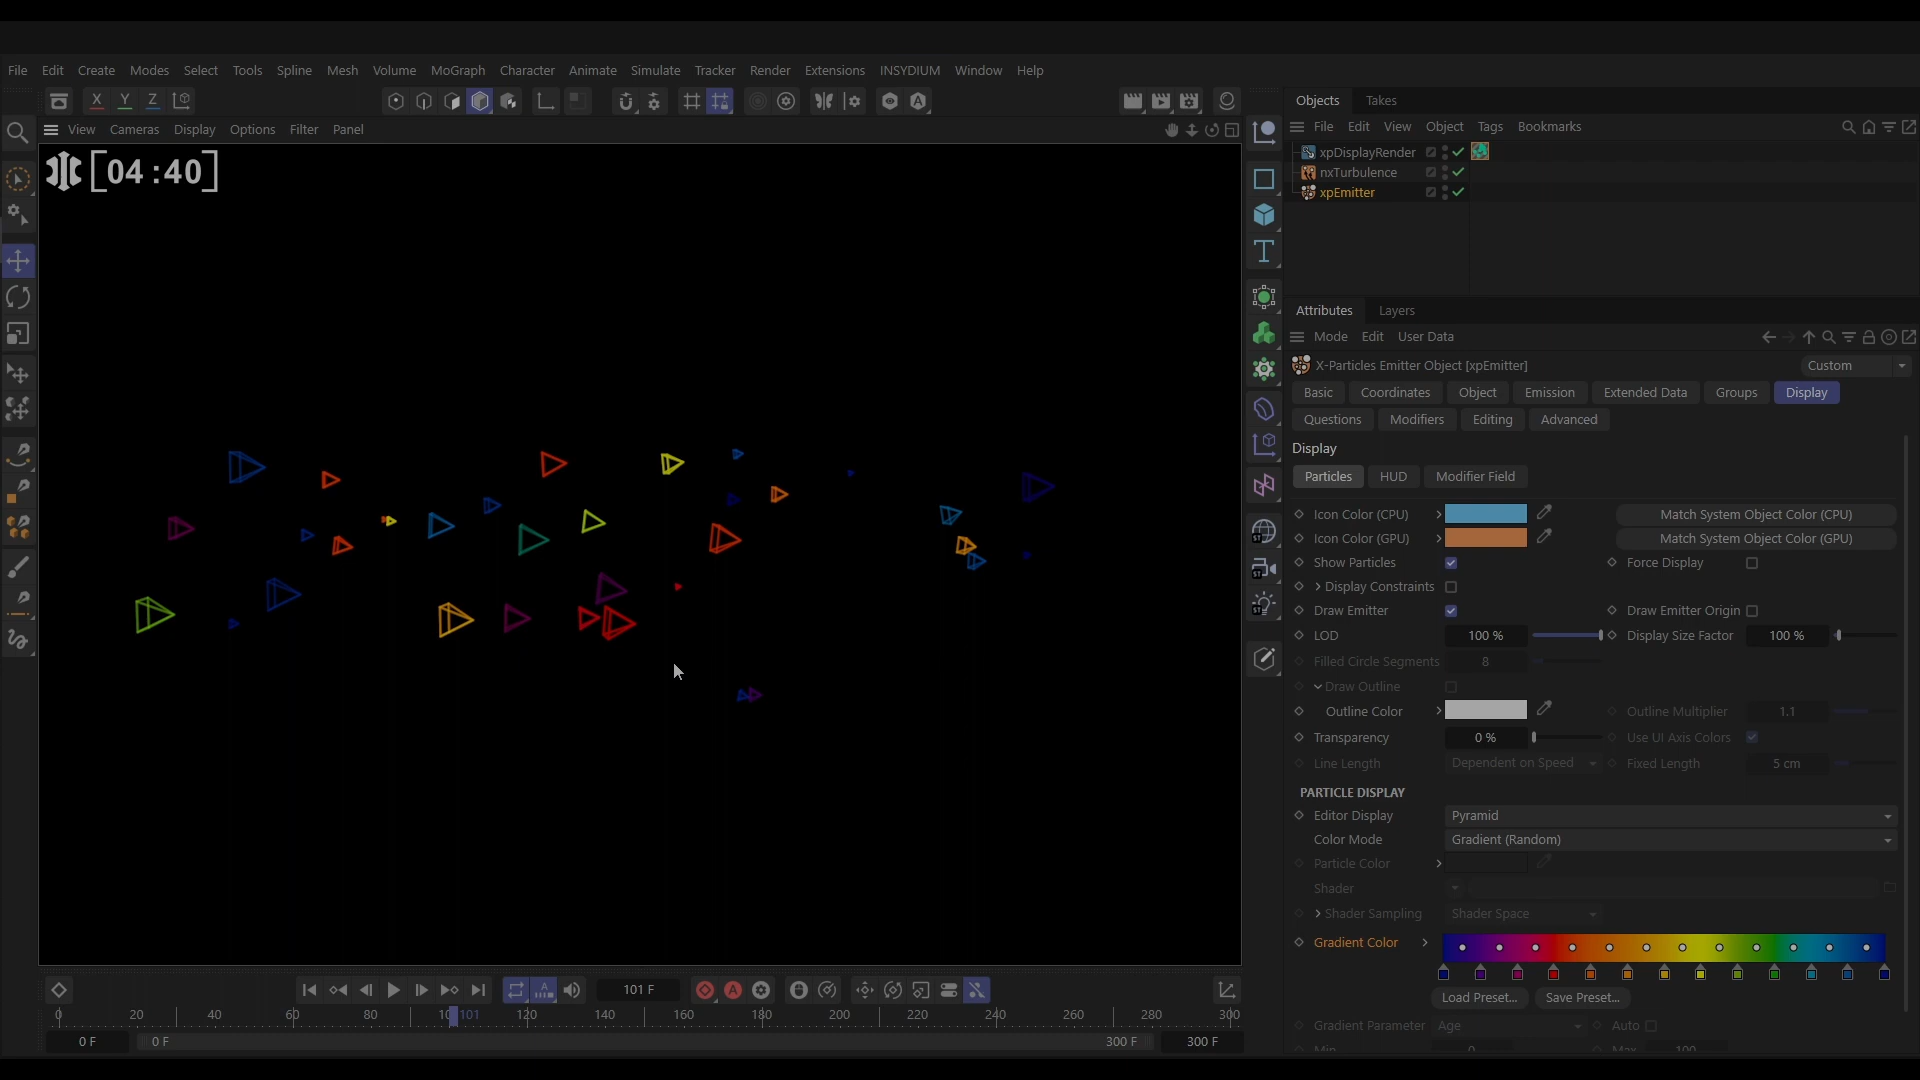 File Edit Create Modes Select Tools Spline Mesh Volume MoGraph Character Animate Simulate Tracker Render Extensions INSYDIUM Window Help
X Y Z
Objects Takes
View Cameras Display Options Filter Panel
File Edit View Object Tags Bookmarks
[04:40]
xpDisplayRender
nxTurbulence
xpEmitter
Attributes Layers
Mode Edit User Data
X-Particles Emitter Object [xpEmitter] Custom
Basic Coordinates Object Emission Extended Data Groups Display
Questions Modifiers Editing Advanced
Display
Particles HUD Modifier Field
Icon Color (CPU) Match System Object Color (CPU)
Icon Color (GPU) Match System Object Color (GPU)
Show Particles Force Display
Display Constraints
Draw Emitter Draw Emitter Origin
LOD 100 % Display Size Factor 100 %
Filled Circle Segments 8
Draw Outline
Outline Color Outline Multiplier 1.1
Transparency 0 % Use UI Axis Colors
Line Length Dependent on Speed Fixed Length 5 cm
PARTICLE DISPLAY
Editor Display Pyramid
Color Mode Gradient (Random)
Particle Color
Shader
Shader Sampling Shader Space
Gradient Color
Load Preset... Save Preset...
Gradient Parameter Age Auto
Min 0 Max 100
101 F
0 20 40 60 80 10 101 120 140 160 180 200 220 240 260 280 300
0 F 0 F 300 F 300 F